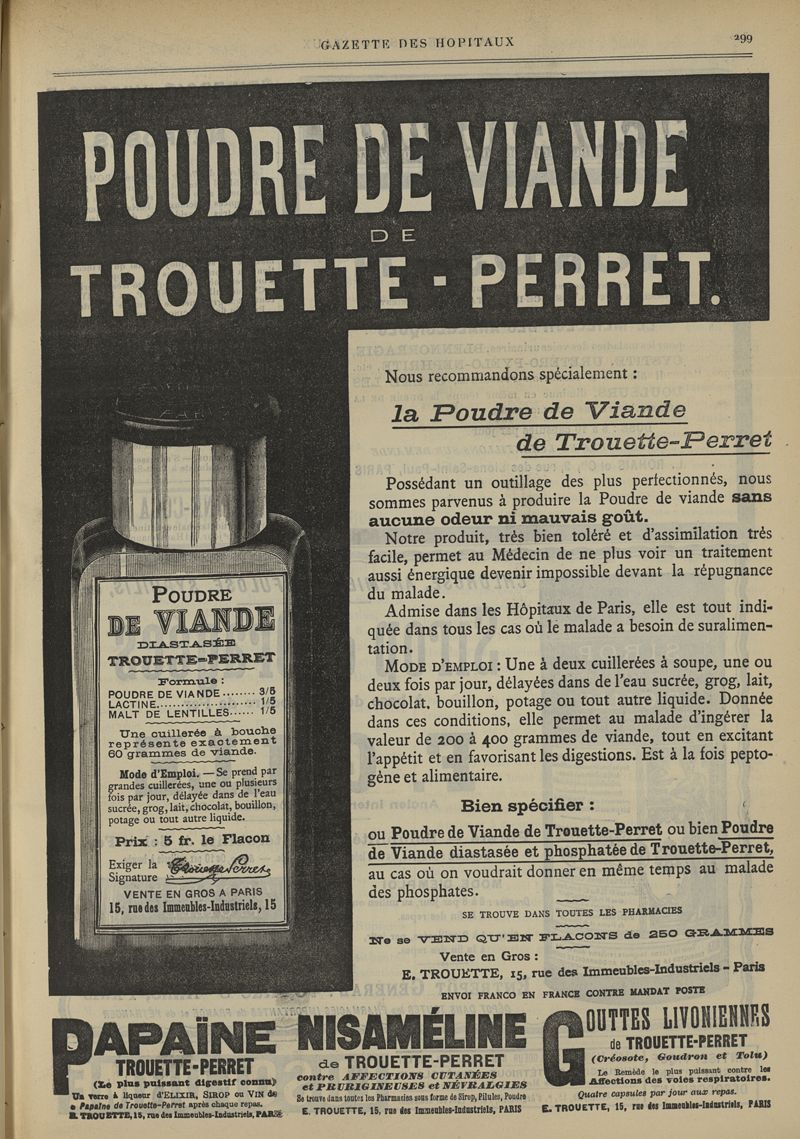 GAZETTE DES HOPITAUX
299
POUDRE DE VIANDE
DE
TROUETTE - PERRET.
Nous recommandons spécialement :
la Poudre de Viande
de Trouette-Perret
Possédant un outillage des plus perfectionnés, nous
sommes parvenus à produire la Poudre de viande sans
aucune odeur ni mauvais goût.
Notre produit, très bien toléré et d'assimilation très
facile, permet au Médecin de ne plus voir un traitement
aussi énergique devenir impossible devant la répugnance
du malade.
Admise dans les Hôpitaux de Paris, elle est tout indi-
quée dans tous les cas où le malade a besoin de suralimen-
tation.
MODE D'EMPLOI : Une à deux cuillerées à soupe, une ou
deux fois par jour, délayées dans de l'eau sucrée, grog, lait,
chocolat, bouillon, potage ou tout autre liquide. Donnée
dans ces conditions, elle permet au malade d'ingérer la
valeur de 200 à 400 grammes de viande, tout en excitant
l'appétit et en favorisant les digestions. Est à la fois pepto-
gène et alimentaire.
Bien spécifier :
ou Poudre de Viande de Trouette-Perret ou bien Poudre
de Viande diastasée et phosphatée de Trouette-Perret,
au cas où on voudrait donner en même temps au malade
des phosphates.
SE TROUVE DANS TOUTES LES PHARMACIES
Ne se VEND QU'EN FLACONS de 250 GRAMMES
Vente en Gros :
E. TROUETTE, 15, rue des Immeubles-Industriels - Paris
ENVOI FRANCO EN FRANCE CONTRE MANDAT POSTE
POUDRE
DE VIANDE
DIASTASÉE
TROUETTE-PERRET
Formule :
POUDRE DE VIANDE ........ 3/5
LACTINE ...................... 1/5
MALT DE LENTILLES ...... 1/5
Une cuillerée à bouche
représente exactement
60 grammes de viande.
Mode d'Emploi. — Se prend par
grandes cuillerées, une ou plusieurs
fois par jour, délayée dans de l'eau
sucrée, grog, lait, chocolat, bouillon,
potage ou tout autre liquide.
Prix : 5 fr. le Flacon
Exiger la Trouette Perret
Signature
VENTE EN GROS A PARIS
15, rue des Immeubles-Industriels, 15
PAPAÏNE
TROUETTE-PERRET
(Le plus puissant digestif connu)
Un verre à liqueur d'ELIXIR, SIROP ou VIN de
Papaïne de Trouette-Perret après chaque repas.
E. TROUETTE, 15, rue des Immeubles-Industriels, PARIS
NISAMÉLINE
de TROUETTE-PERRET
contre AFFECTIONS CUTANÉES
et PRURIGINEUSES et NÉVRALGIES
Se trouve dans toutes les Pharmacies sous forme de Sirop, Pilules, Poudre
E. TROUETTE, 15, rue des Immeubles-Industriels, PARIS
GOUTTES LIVONIENNES
de TROUETTE-PERRET
(Créosote, Goudron et Tolu)
Le Remède le plus puissant contre les
Affections des voies respiratoires.
Quatre capsules par jour aux repas.
E. TROUETTE, 15, rue des Immeubles-Industriels, PARIS